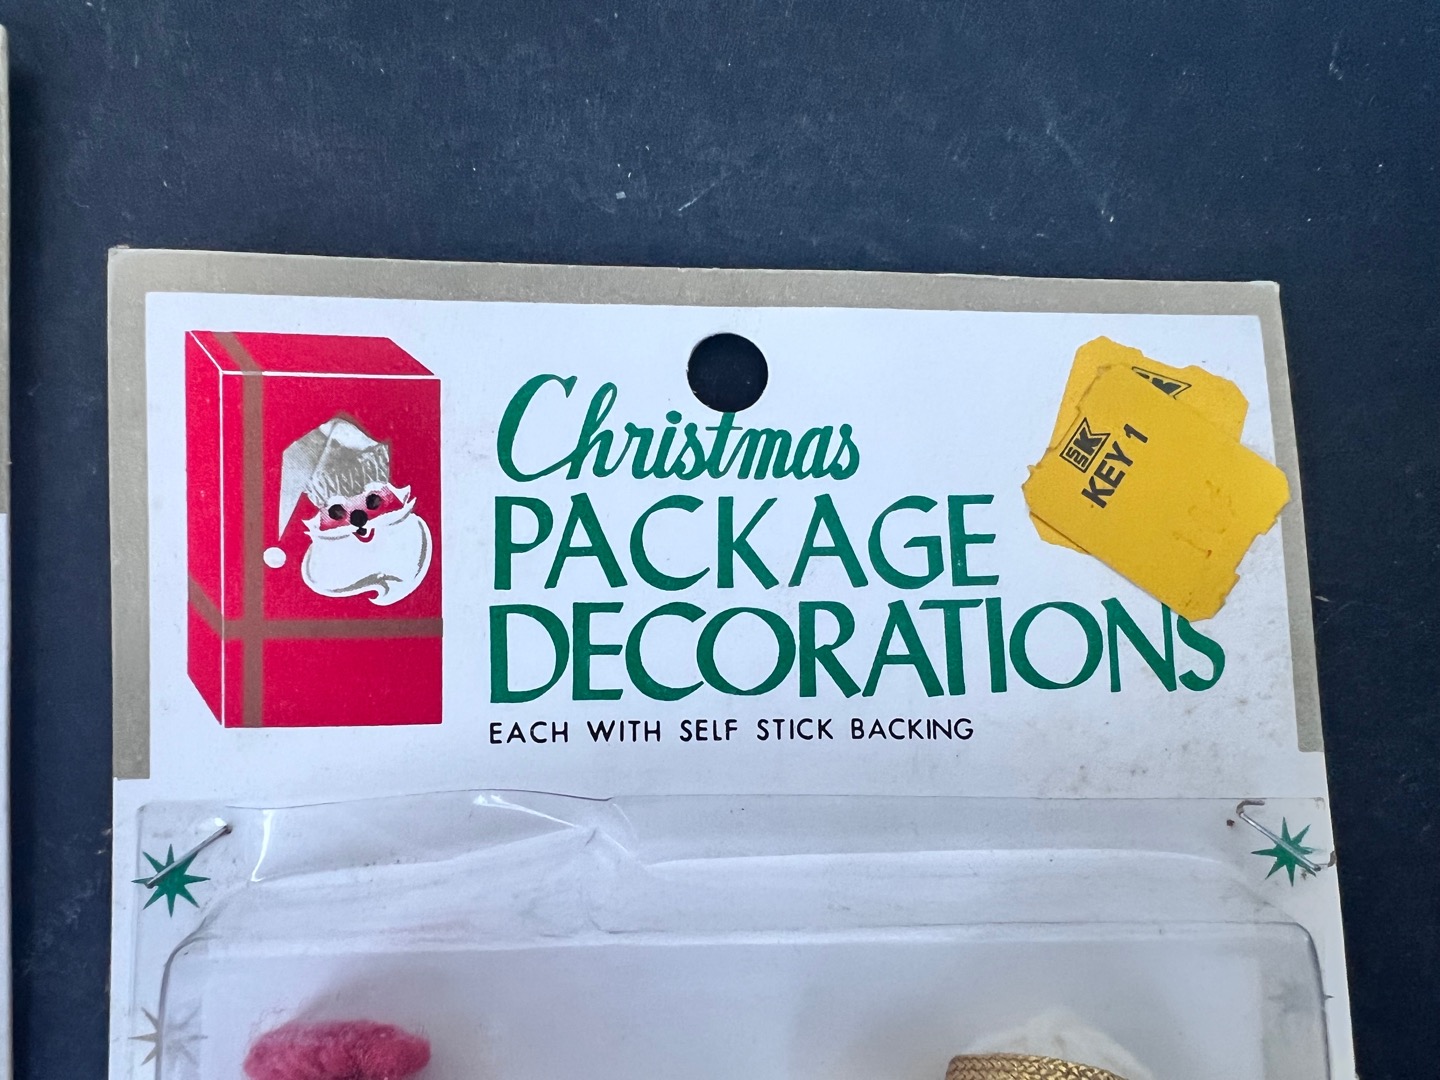 Christmas
PACKAGE
DECORATIONS
EACH WITH SELF STICK BACKING
SK
KEY 1